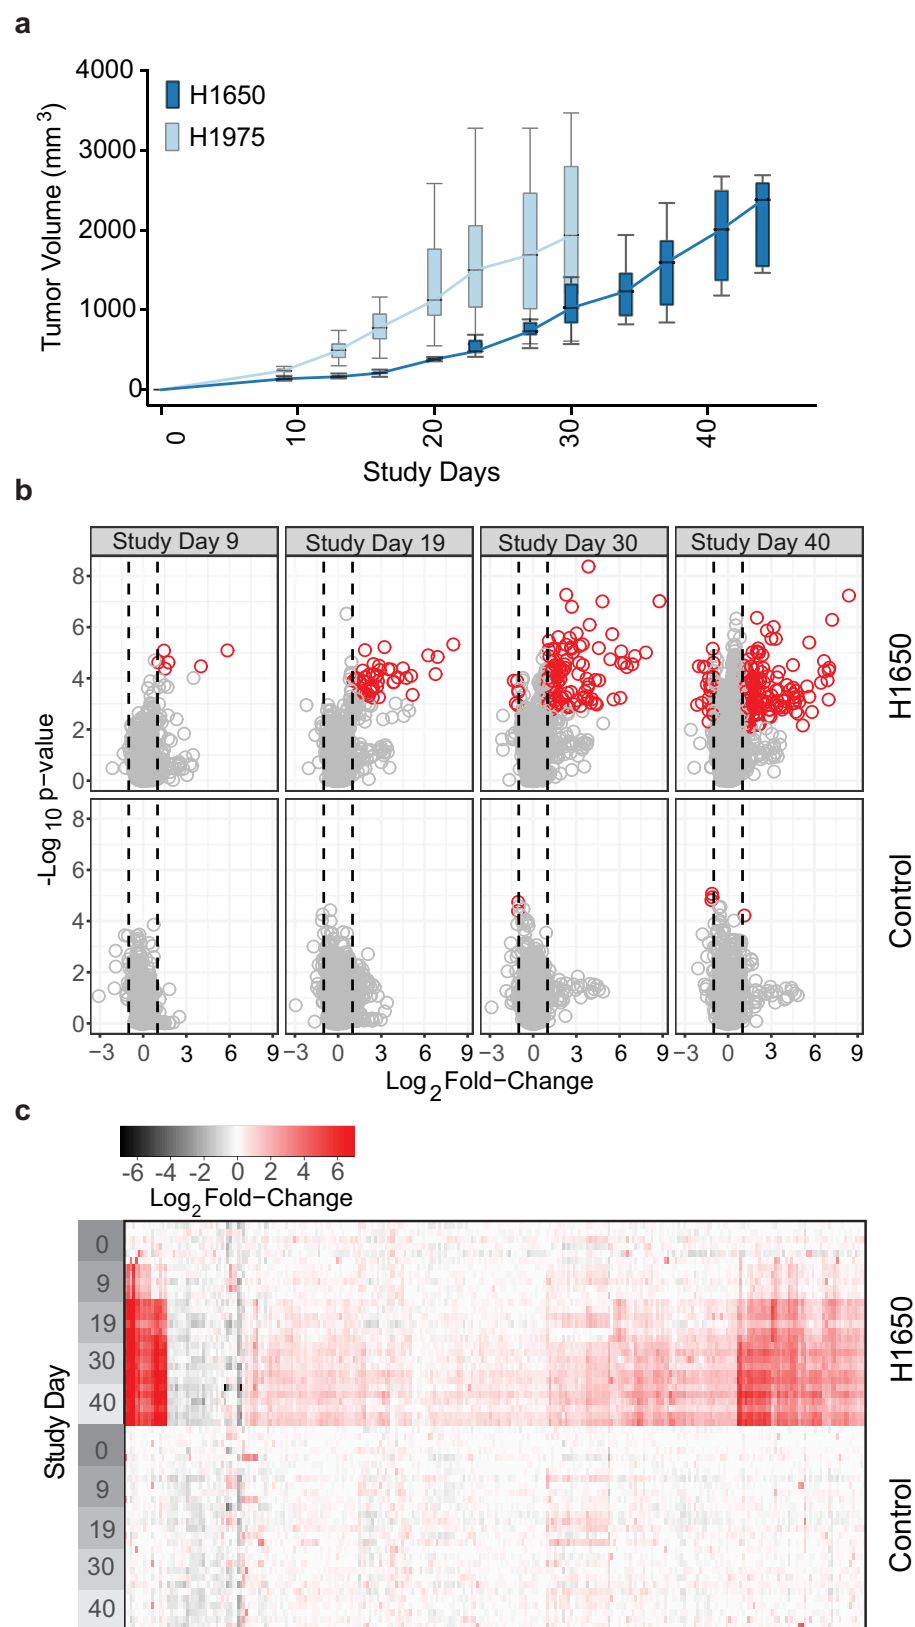 a
4000
3000
2000
1000
0
Tumor Volume (mm3)
H1650
H1975
0 10 20 30 40
Study Days
b
Study Day 9 Study Day 19 Study Day 30 Study Day 40
8
6
4
2
0
H1650
8
6
4
2
0
Control
-Log 10 p−value
−3 0 3 6 9 −3 0 3 6 9 −3 0 3 6 9 −3 0 3 6 9
Log2Fold−Change
c
-6 -4 -2 0 2 4 6
Log2Fold−Change
0
9
19
30
40
H1650
0
9
19
30
40
Control
Study Day